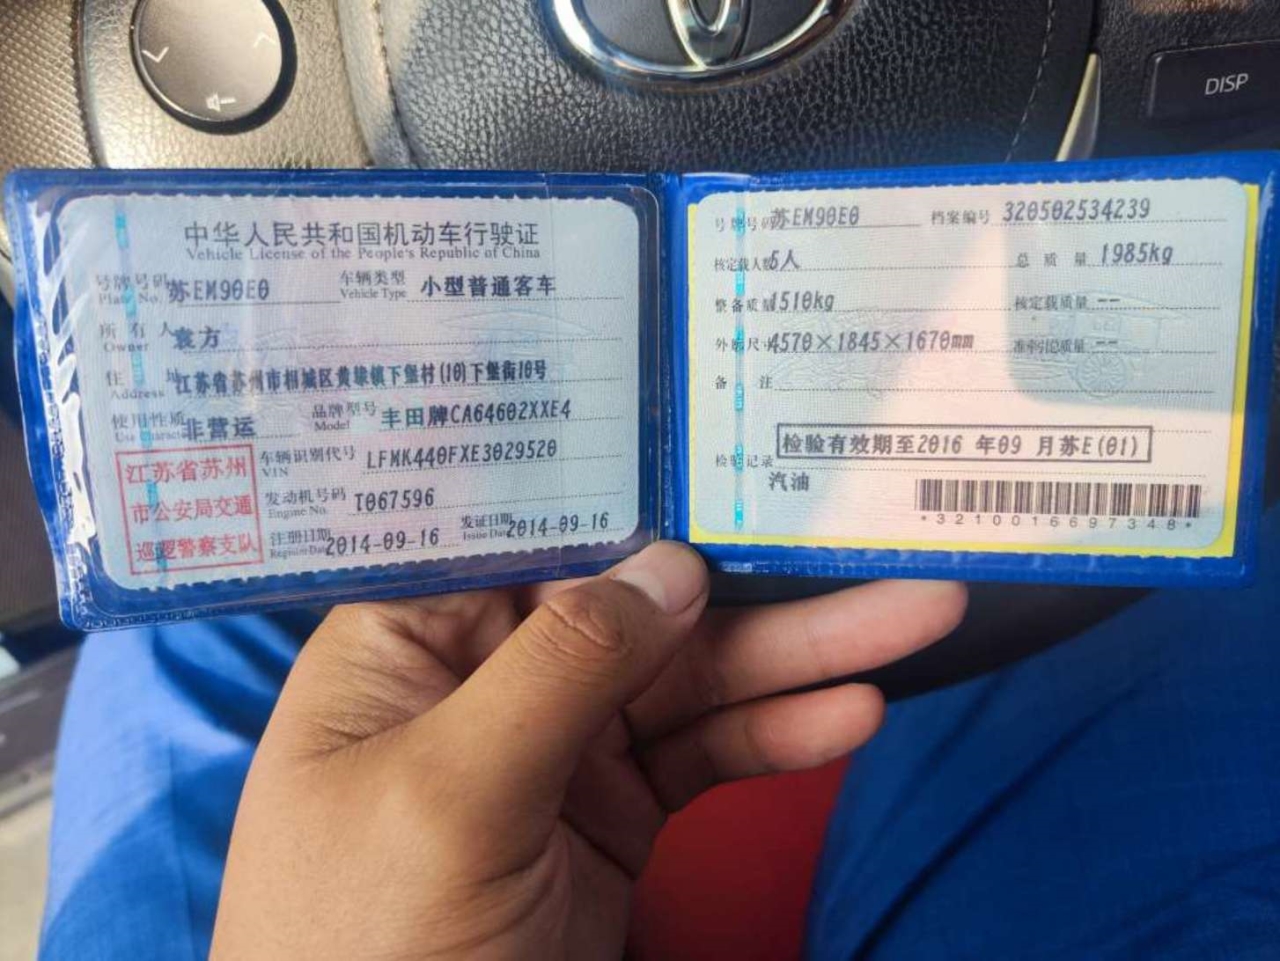 DISP
中华人民共和国机动车行驶证
Vehicle License of the People's Republic of China
号牌号码 苏EM90E0 车辆类型 小型普通客车
Plate No. Vehicle Type
所有人 袁方
Owner
住址 江苏省苏州市相城区黄埭镇下堡村(10)下堡街10号
Address
使用性质 非营运 品牌型号 丰田牌CA64602XXE4
Use Character Model
江苏省苏州
市公安局交通
巡逻警察支队
车辆识别代号 LFMK440FXE3029520
VIN
发动机号码 T067596
Engine No.
注册日期 2014-09-16 发证日期 2014-09-16
Register Date Issue Date
号牌号码 苏EM90E0 档案编号 320502534239
核定载人数 5人 总质量 1985kg
整备质量 1510kg 核定载质量 --
外廓尺寸 4570×1845×1670mm 准牵引总质量 --
备注
检验记录 检验有效期至2016年09月苏E(01)
汽油
*3210016697348*